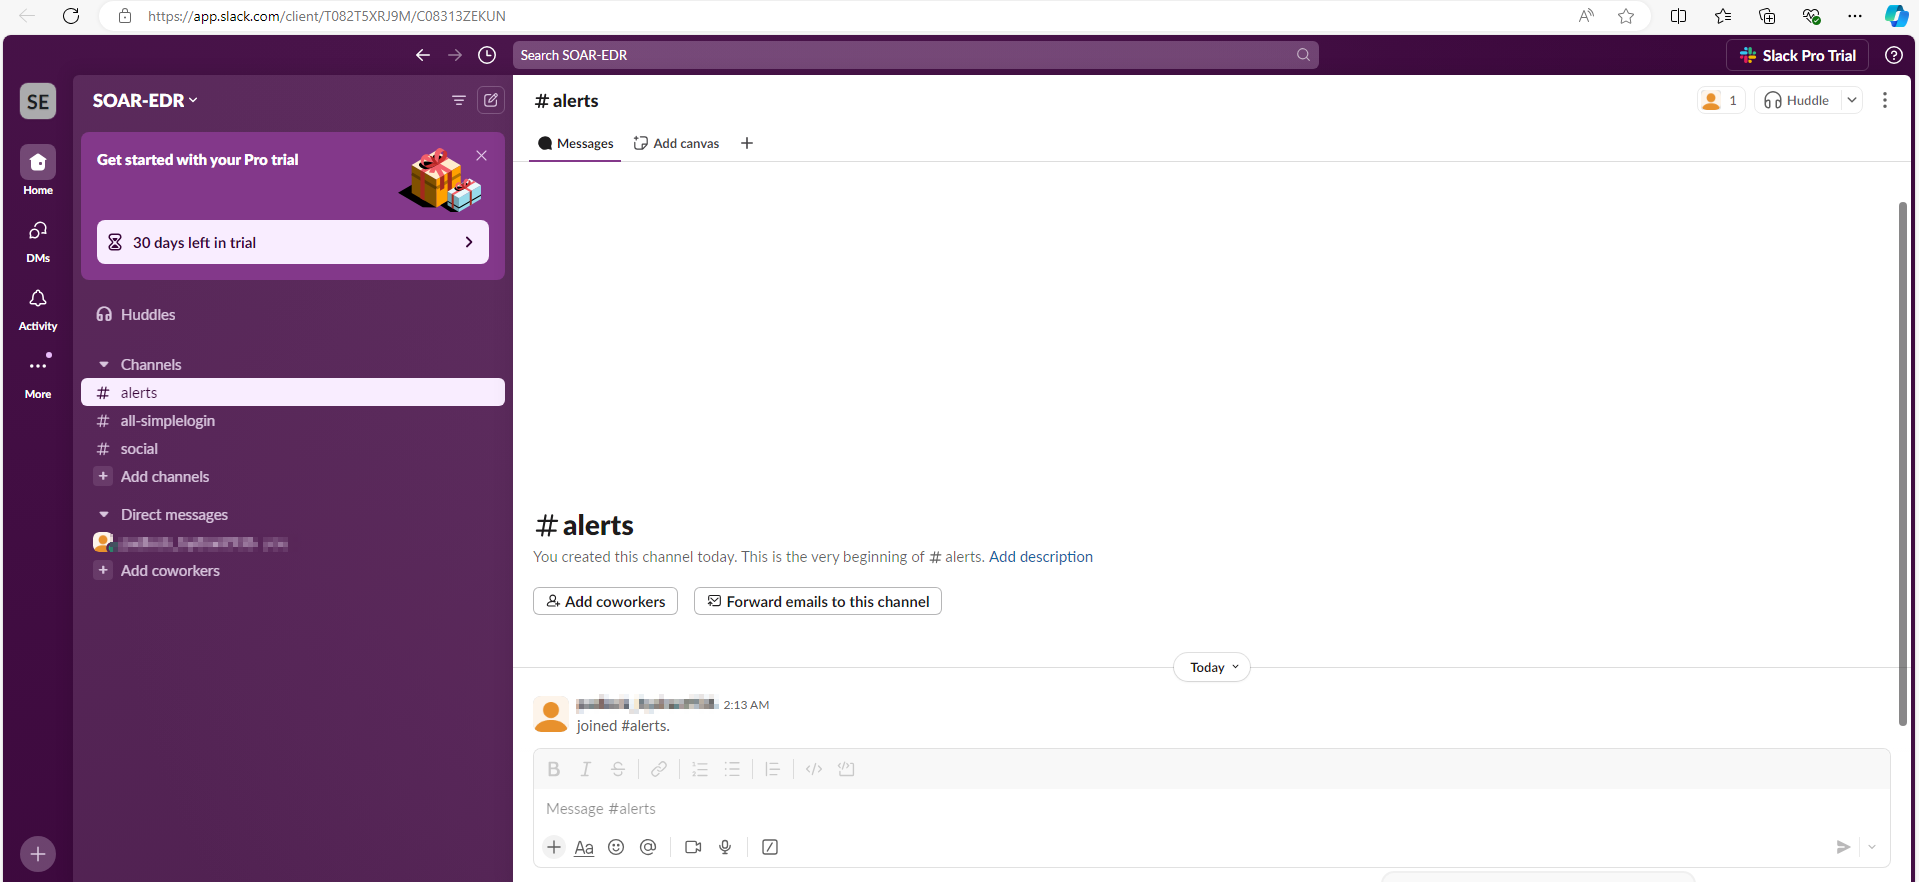 https://app.slack.com/client/T082T5XRJ9M/C08313ZEKUN
Search SOAR-EDR
Slack Pro Trial
SE
SOAR-EDR
Home
DMs
Activity
More
Get started with your Pro trial
30 days left in trial
Huddles
Channels
# alerts
# all-simplelogin
# social
+ Add channels
Direct messages
+ Add coworkers
# alerts
1
Huddle
Messages
Add canvas
# alerts
You created this channel today. This is the very beginning of # alerts. Add description
Add coworkers
Forward emails to this channel
Today
2:13 AM
joined #alerts.
Message #alerts
Aa